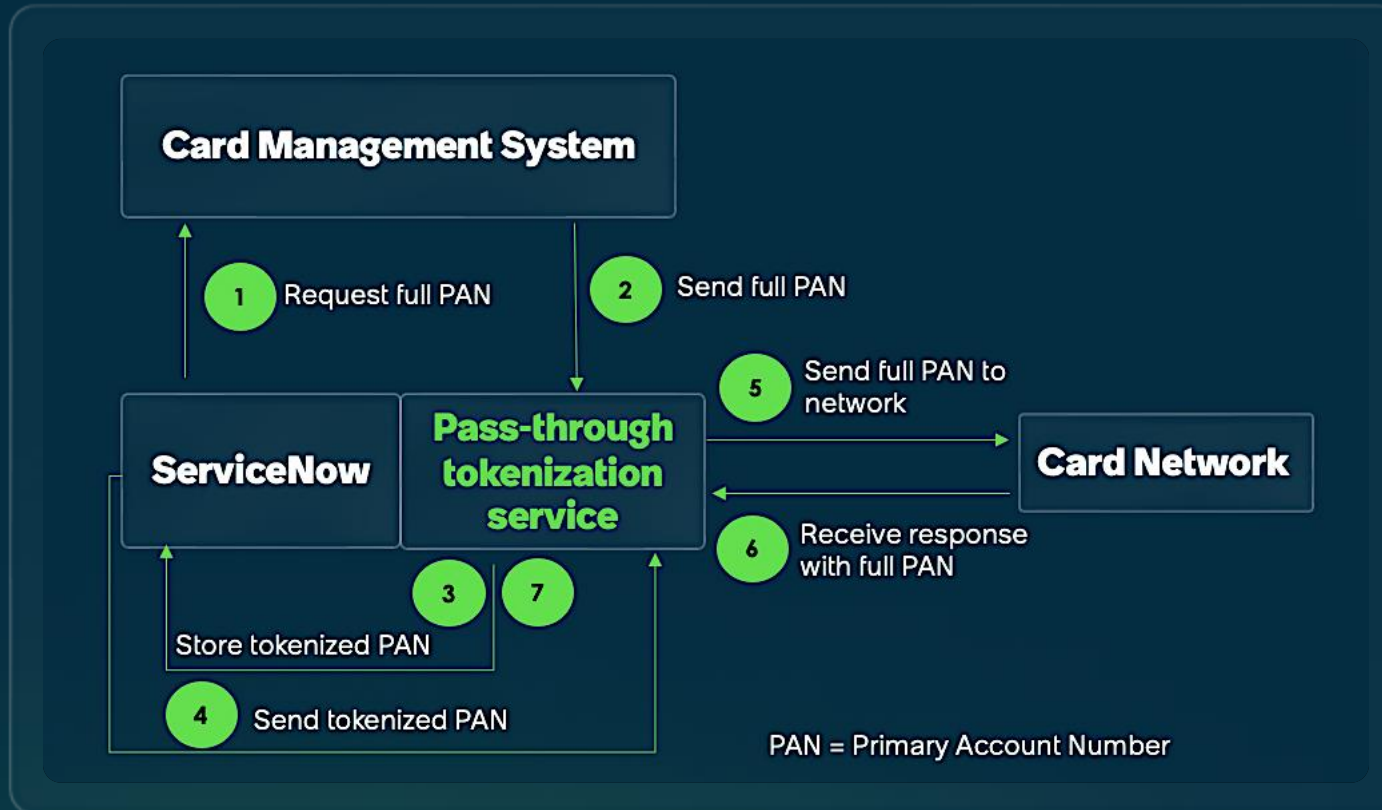 Card Management System
1
Request full PAN
2
Send full PAN
5
Send full PAN to
network
ServiceNow
Pass-through
tokenization
service
Card Network
6
Receive response
with full PAN
3
7
Store tokenized PAN
4
Send tokenized PAN
PAN = Primary Account Number